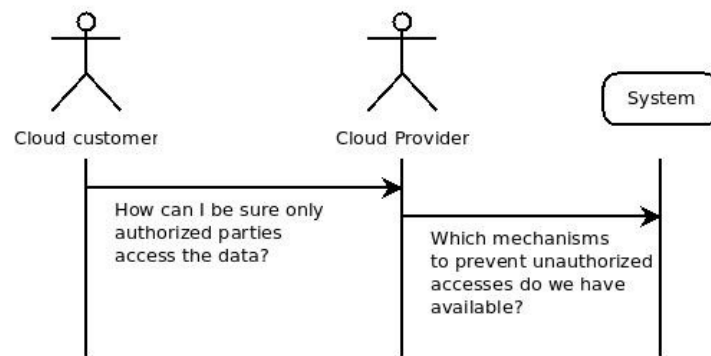 Cloud customer
Cloud Provider
System
How can I be sure only
authorized parties
access the data?
Which mechanisms
to prevent unauthorized
accesses do we have
available?